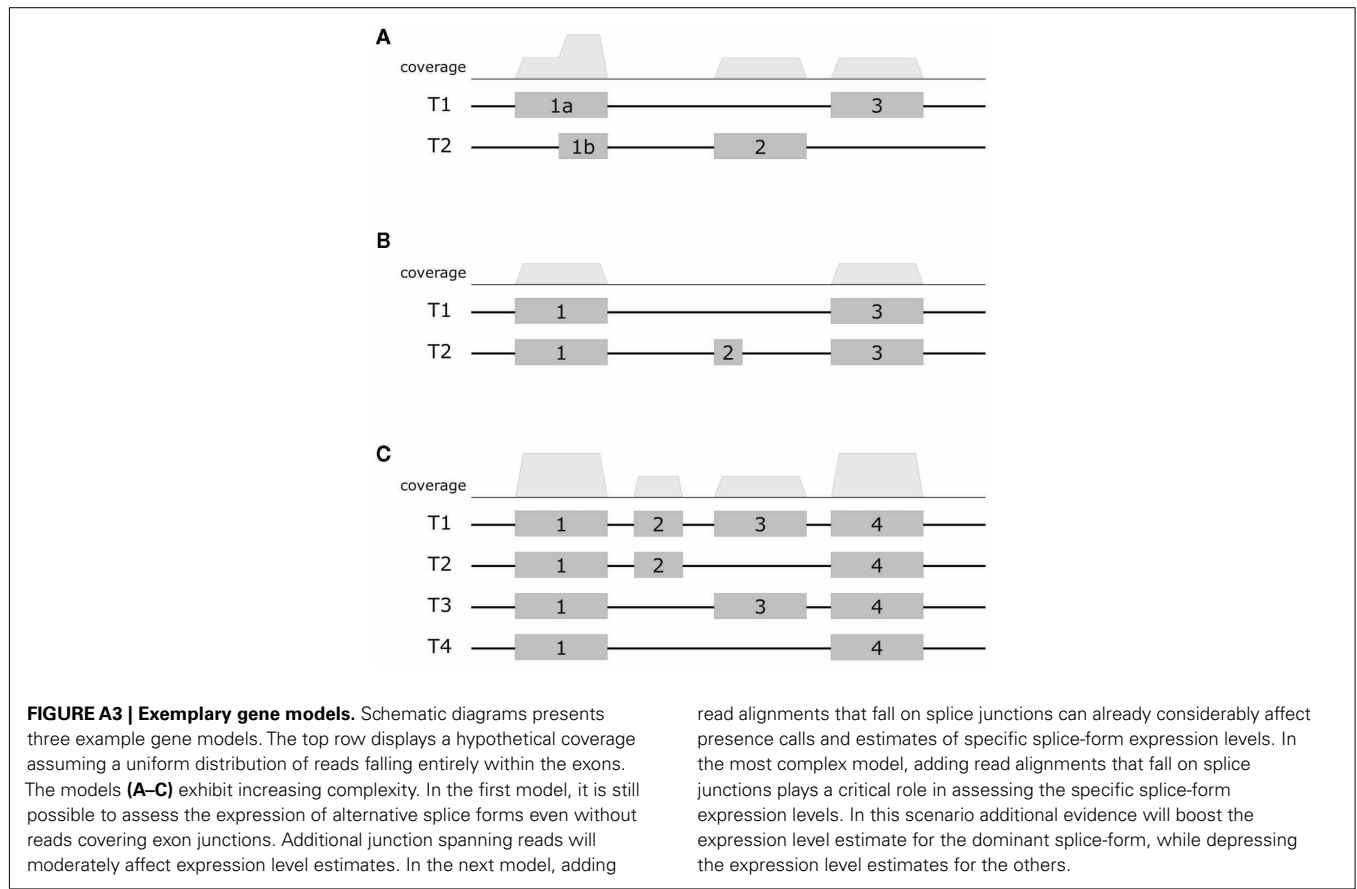 A
coverage
T1 1a 3
T2 1b 2
B
coverage
T1 1 3
T2 1 2 3
C
coverage
T1 1 2 3 4
T2 1 2 4
T3 1 3 4
T4 1 4
FIGURE A3 | Exemplary gene models. Schematic diagrams presents
three example gene models. The top row displays a hypothetical coverage
assuming a uniform distribution of reads falling entirely within the exons.
The models (A–C) exhibit increasing complexity. In the first model, it is still
possible to assess the expression of alternative splice forms even without
reads covering exon junctions. Additional junction spanning reads will
moderately affect expression level estimates. In the next model, adding
read alignments that fall on splice junctions can already considerably affect
presence calls and estimates of specific splice-form expression levels. In
the most complex model, adding read alignments that fall on splice
junctions plays a critical role in assessing the specific splice-form
expression levels. In this scenario additional evidence will boost the
expression level estimate for the dominant splice-form, while depressing
the expression level estimates for the others.